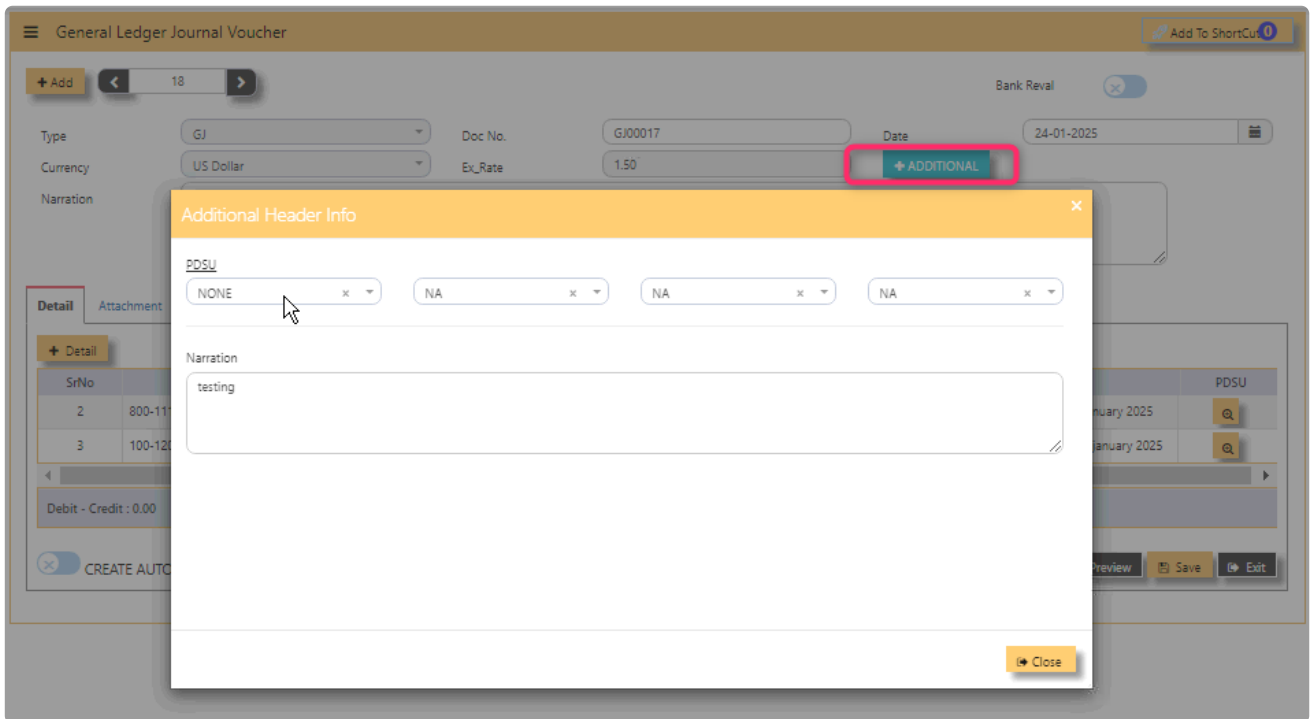 General Ledger Journal Voucher
Add To ShortCut 0
+ Add 18 Bank Reval
Type GJ Doc No. GJ00017 Date 24-01-2025
Currency US Dollar Ex_Rate 1.50 + ADDITIONAL
Narration
Additional Header Info ×
PDSU
NONE × NA × NA × NA ×
Detail Attachment
Narration
testing
+ Detail
SrNo PDSU
2 800-11 nuary 2025
3 100-120 january 2025
Debit - Credit : 0.00
CREATE AUTO Preview Save Exit
Close